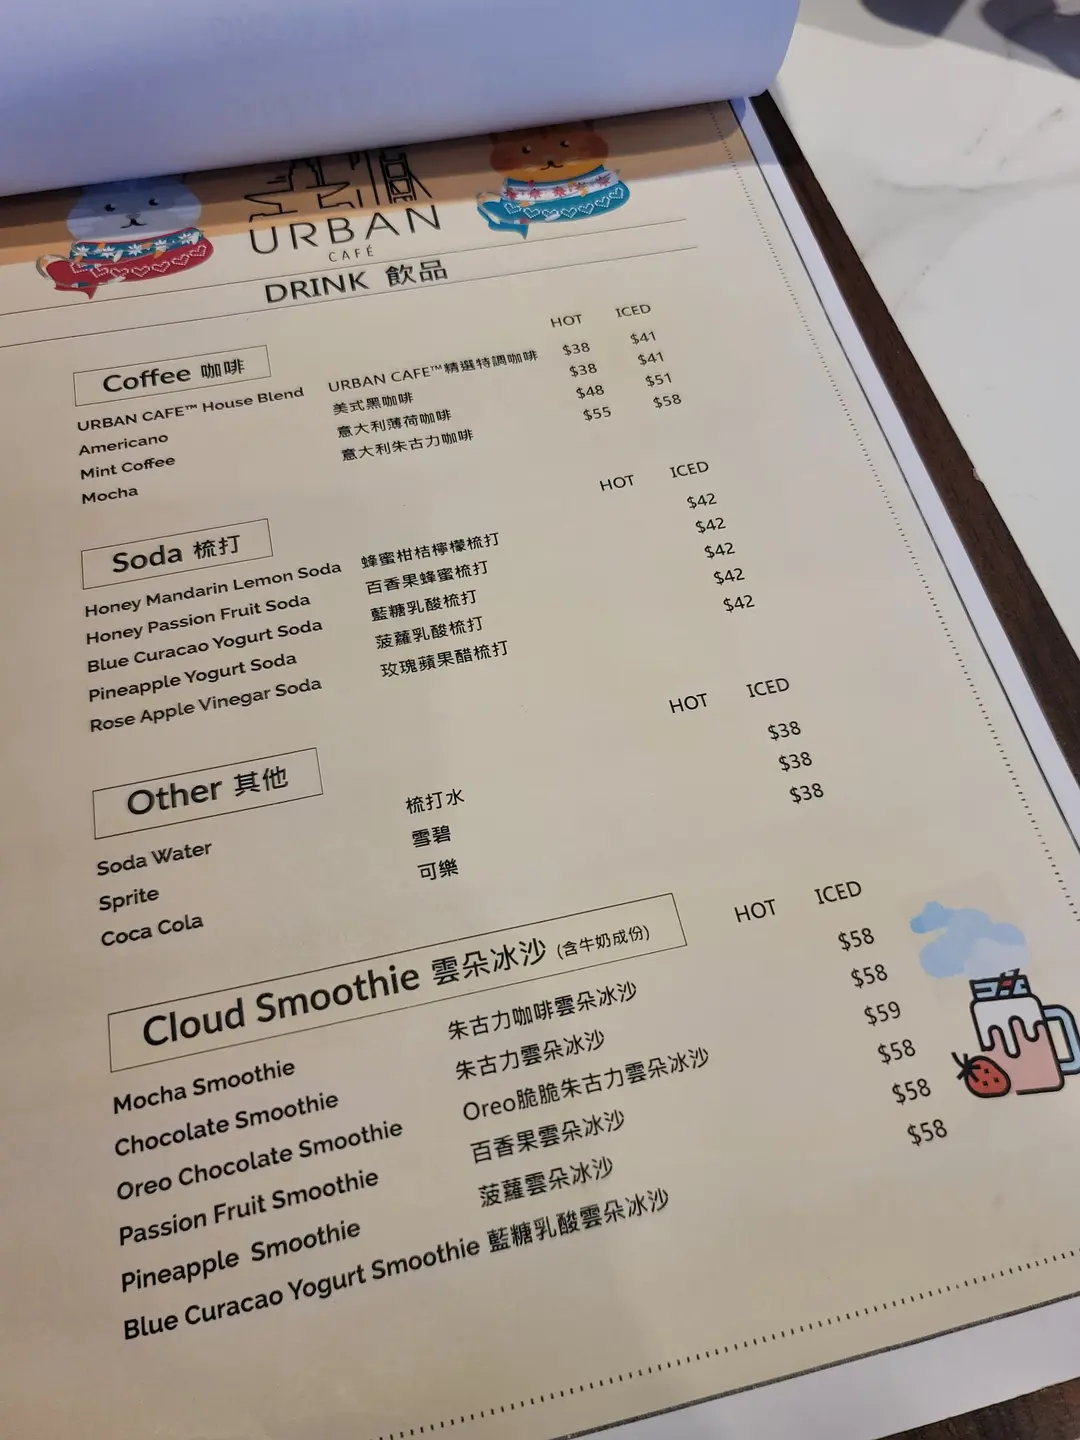 URBAN
CAFÉ
DRINK 飲品
Coffee 咖啡 HOT ICED
URBAN CAFE™ House Blend URBAN CAFE™精選特調咖啡 $38 $41
Americano 美式黑咖啡 $38 $41
Mint Coffee 意大利薄荷咖啡 $48 $51
Mocha 意大利朱古力咖啡 $55 $58
Soda 梳打 HOT ICED
Honey Mandarin Lemon Soda 蜂蜜柑桔檸檬梳打 $42
Honey Passion Fruit Soda 百香果蜂蜜梳打 $42
Blue Curacao Yogurt Soda 藍糖乳酸梳打 $42
Pineapple Yogurt Soda 菠蘿乳酸梳打 $42
Rose Apple Vinegar Soda 玫瑰蘋果醋梳打 $42
Other 其他 HOT ICED
Soda Water 梳打水 $38
Sprite 雪碧 $38
Coca Cola 可樂 $38
Cloud Smoothie 雲朵冰沙 (含牛奶成份) HOT ICED
Mocha Smoothie 朱古力咖啡雲朵冰沙 $58
Chocolate Smoothie 朱古力雲朵冰沙 $58
Oreo Chocolate Smoothie Oreo脆脆朱古力雲朵冰沙 $59
Passion Fruit Smoothie 百香果雲朵冰沙 $58
Pineapple Smoothie 菠蘿雲朵冰沙 $58
Blue Curacao Yogurt Smoothie 藍糖乳酸雲朵冰沙 $58